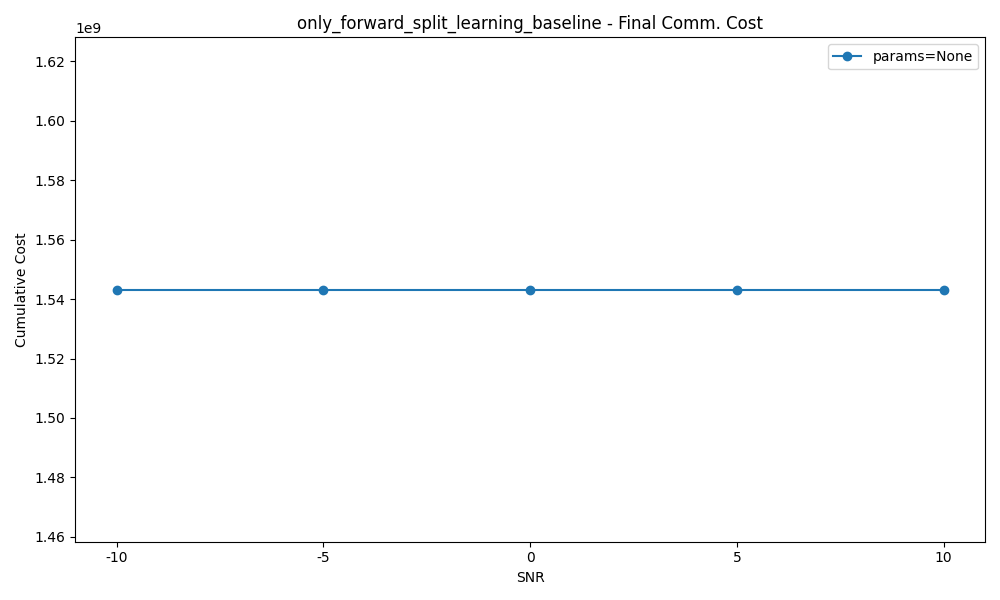 only_forward_split_learning_baseline - Final Comm. Cost
1e9
params=None
1.62
1.60
1.58
1.56
1.54
1.52
1.50
1.48
1.46
Cumulative Cost
-10
-5
0
5
10
SNR